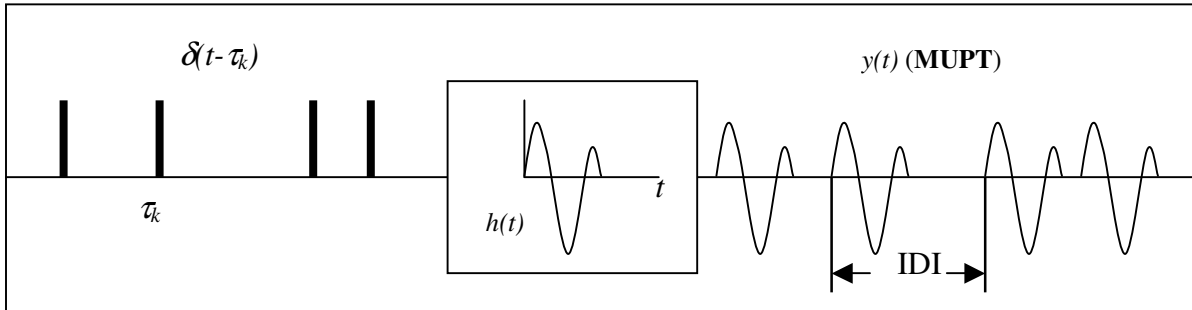 δ(t-τk)
y(t) (MUPT)
τk
h(t)
t
IDI